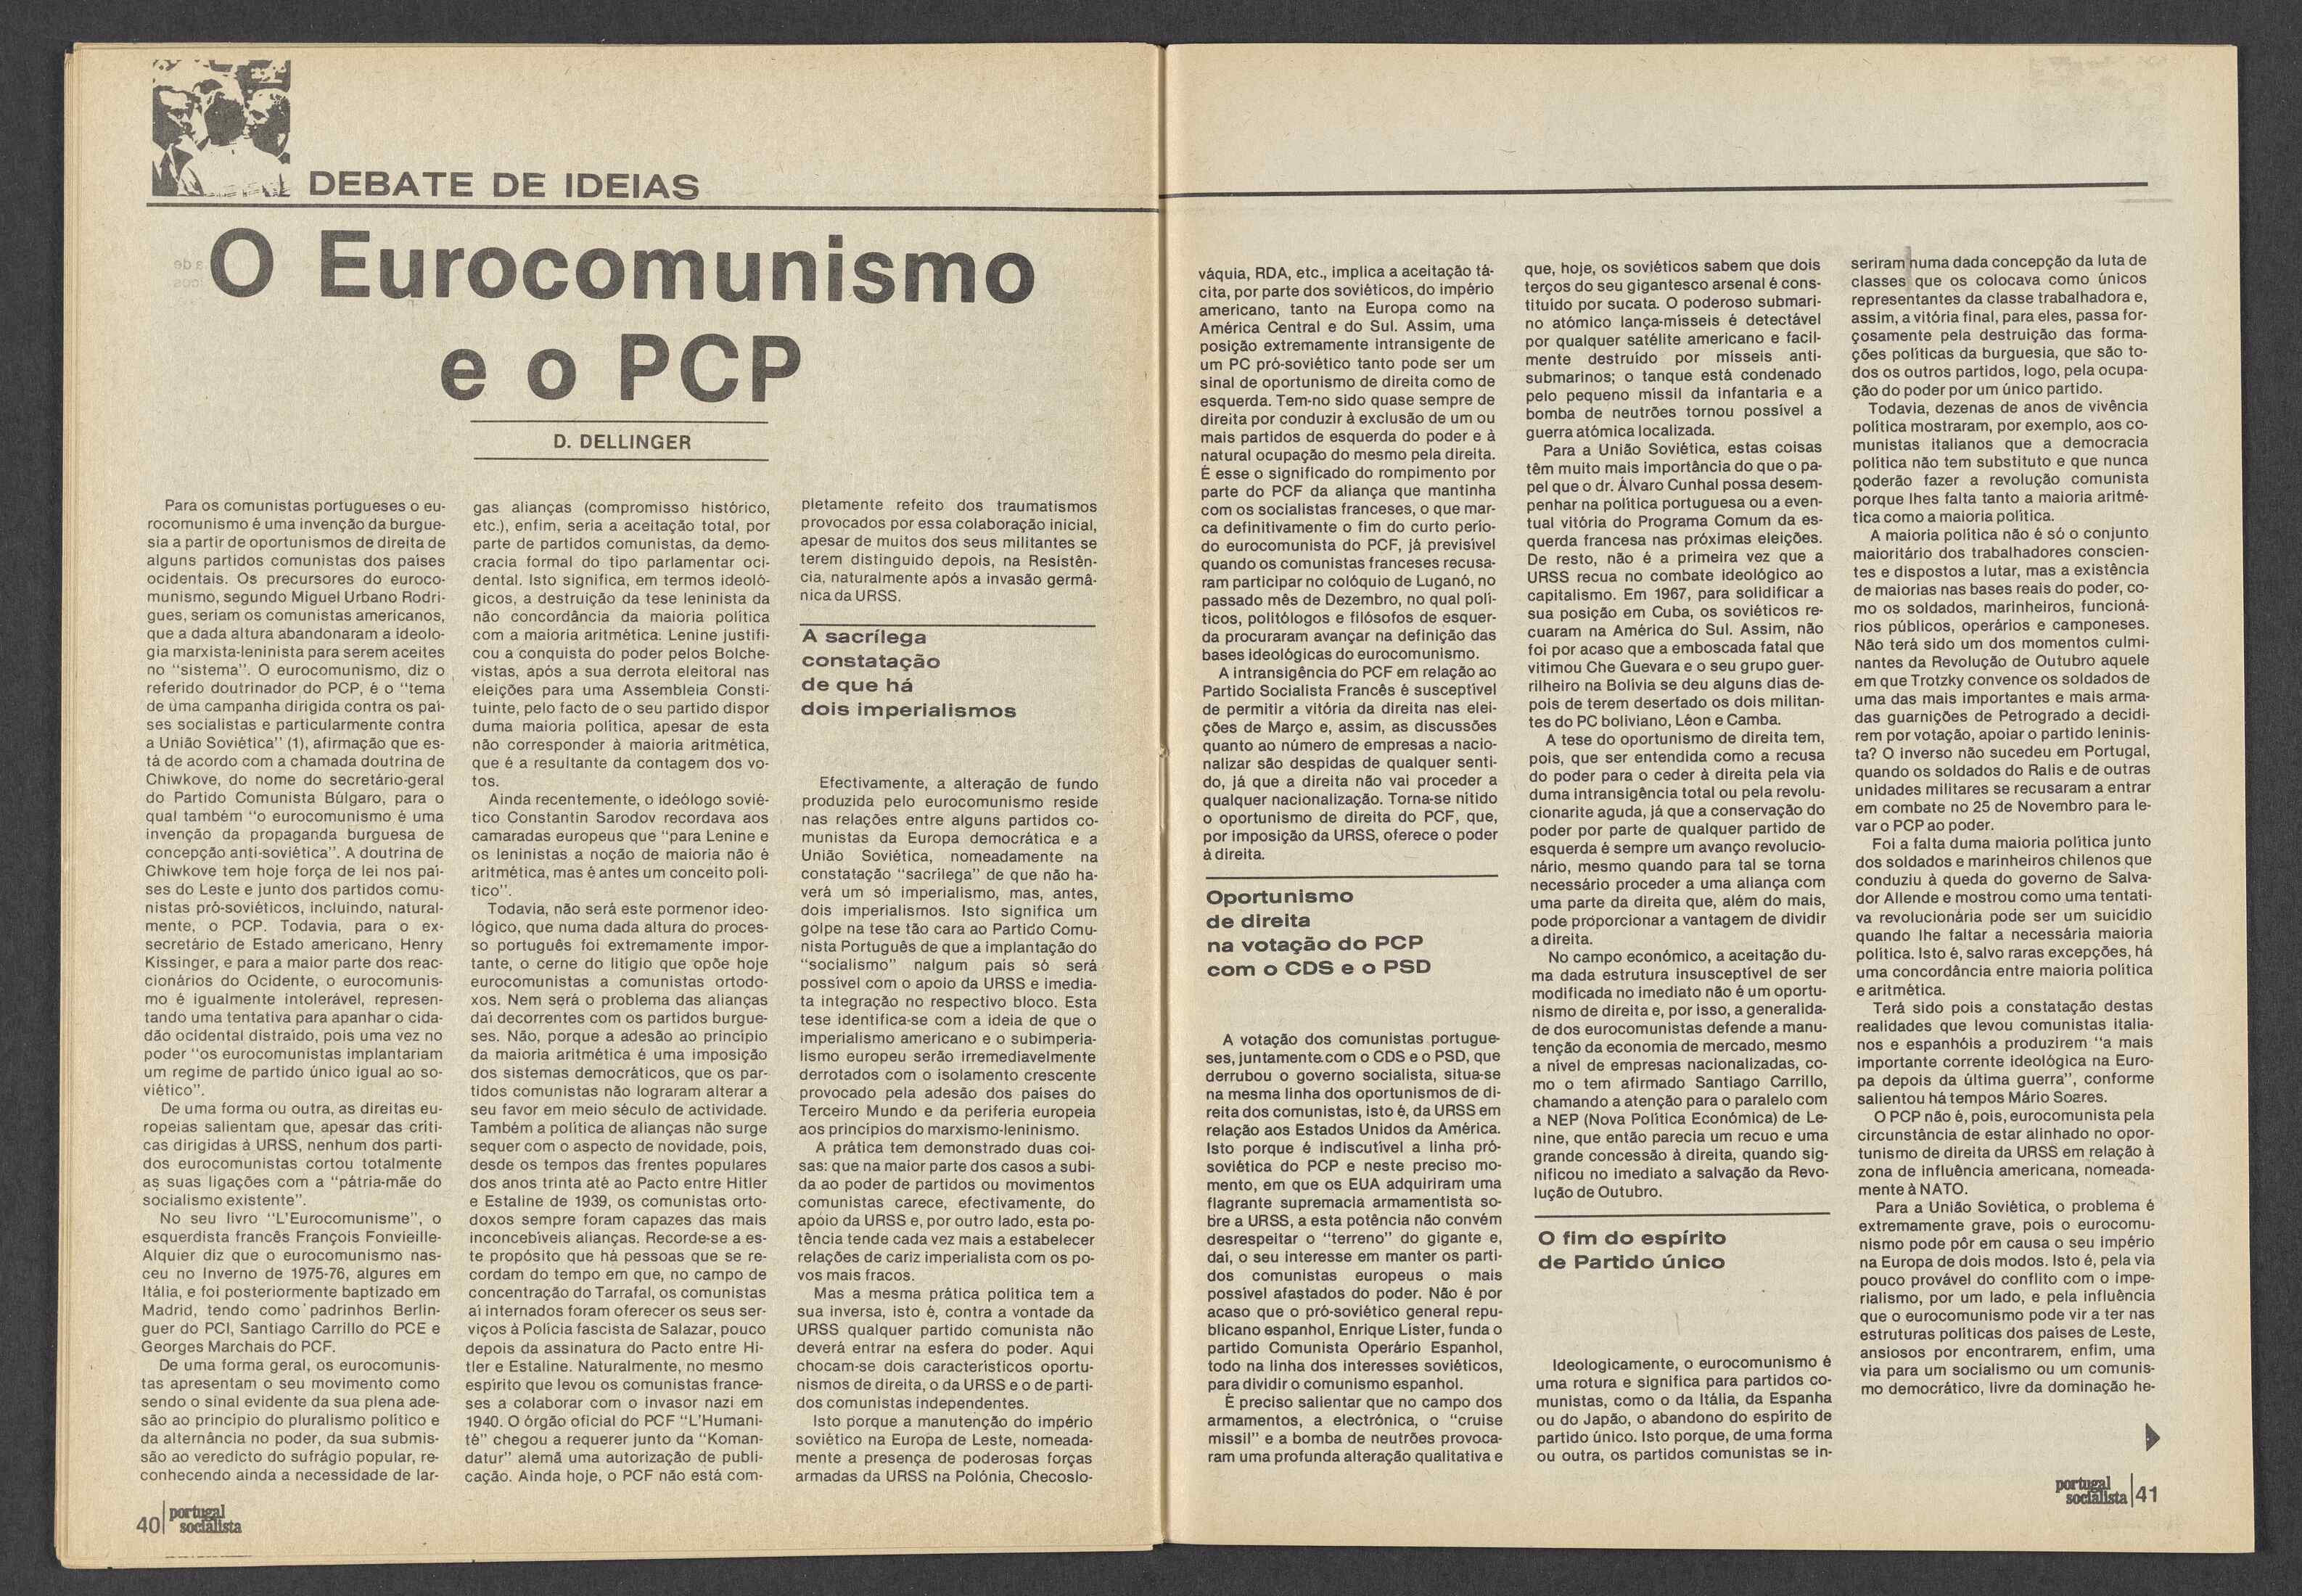 DEBATE DE IDEIAS
O Eurocomunismo
e o PCP
D. DELLINGER
Para os comunistas portugueses o eu-
rocomunismo é uma invenção da burgue-
sia a partir de oportunismos de direita de
alguns partidos comunistas dos países
ocidentais. Os precursores do euroco-
munismo, segundo Miguel Urbano Rodri-
gues, seriam os comunistas americanos,
que a dada altura abandonaram a ideolo-
gia marxista-leninista para serem aceites
no "sistema". O eurocomunismo, diz o
referido doutrinador do PCP, é o "tema
de uma campanha dirigida contra os paí-
ses socialistas e particularmente contra
a União Soviética" (1), afirmação que es-
tá de acordo com a chamada doutrina de
Chiwkove, do nome do secretário-geral
do Partido Comunista Búlgaro, para o
qual também "o eurocomunismo é uma
invenção da propaganda burguesa de
concepção anti-soviética". A doutrina de
Chiwkove tem hoje força de lei nos paí-
ses do Leste e junto dos partidos comu-
nistas pró-soviéticos, incluindo, natural-
mente, o PCP. Todavia, para o ex-
secretário de Estado americano, Henry
Kissinger, e para a maior parte dos reac-
cionários do Ocidente, o eurocomunis-
mo é igualmente intolerável, represen-
tando uma tentativa para apanhar o cida-
dão ocidental distraído, pois uma vez no
poder "os eurocomunistas implantariam
um regime de partido único igual ao so-
viético".
De uma forma ou outra, as direitas eu-
ropeias salientam que, apesar das críti-
cas dirigidas à URSS, nenhum dos parti-
dos eurocomunistas cortou totalmente
as suas ligações com a "pátria-mãe do
socialismo existente".
No seu livro "L'Eurocomunisme", o
esquerdista francês François Fonvieille-
Alquier diz que o eurocomunismo nas-
ceu no Inverno de 1975-76, algures em
Itália, e foi posteriormente baptizado em
Madrid, tendo como padrinhos Berlin-
guer do PCI, Santiago Carrillo do PCE e
Georges Marchais do PCF.
De uma forma geral, os eurocomunis-
tas apresentam o seu movimento como
sendo o sinal evidente da sua plena ade-
são ao princípio do pluralismo político e
da alternância no poder, da sua submis-
são ao veredicto do sufrágio popular, re-
conhecendo ainda a necessidade de lar-
gas alianças (compromisso histórico,
etc.), enfim, seria a aceitação total, por
parte de partidos comunistas, da demo-
cracia formal do tipo parlamentar oci-
dental. Isto significa, em termos ideoló-
gicos, a destruição da tese leninista da
não concordância da maioria política
com a maioria aritmética. Lenine justifi-
cou a conquista do poder pelos Bolche-
vistas, após a sua derrota eleitoral nas
eleições para uma Assembleia Consti-
tuinte, pelo facto de o seu partido dispor
duma maioria política, apesar de esta
não corresponder à maioria aritmética,
que é a resultante da contagem dos vo-
tos.
Ainda recentemente, o ideólogo sovié-
tico Constantin Sarodov recordava aos
camaradas europeus que "para Lenine e
os leninistas a noção de maioria não é
aritmética, mas é antes um conceito polí-
tico".
Todavia, não será este pormenor ideo-
lógico, que numa dada altura do proces-
so português foi extremamente impor-
tante, o cerne do litígio que opõe hoje
eurocomunistas a comunistas ortodo-
xos. Nem será o problema das alianças
daí decorrentes com os partidos burgue-
ses. Não, porque a adesão ao princípio
da maioria aritmética é uma imposição
dos sistemas democráticos, que os par-
tidos comunistas não lograram alterar a
seu favor em meio século de actividade.
Também a política de alianças não surge
sequer com o aspecto de novidade, pois,
desde os tempos das frentes populares
dos anos trinta até ao Pacto entre Hitler
e Estaline de 1939, os comunistas orto-
doxos sempre foram capazes das mais
inconcebíveis alianças. Recorde-se a es-
te propósito que há pessoas que se re-
cordam do tempo em que, no campo de
concentração do Tarrafal, os comunistas
aí internados foram oferecer os seus ser-
viços à Polícia fascista de Salazar, pouco
depois da assinatura do Pacto entre Hi-
tler e Estaline. Naturalmente, no mesmo
espírito que levou os comunistas france-
ses a colaborar com o invasor nazi em
1940. O órgão oficial do PCF "L'Humani-
té" chegou a requerer junto da "Koman-
datur" alemã uma autorização de publi-
cação. Ainda hoje, o PCF não está com-
pletamente refeito dos traumatismos
provocados por essa colaboração inicial,
apesar de muitos dos seus militantes se
terem distinguido depois, na Resistên-
cia, naturalmente após a invasão germâ-
nica da URSS.
A sacrílega
constatação
de que há
dois imperialismos
Efectivamente, a alteração de fundo
produzida pelo eurocomunismo reside
nas relações entre alguns partidos co-
munistas da Europa democrática e a
União Soviética, nomeadamente na
constatação "sacrílega" de que não ha-
verá um só imperialismo, mas, antes,
dois imperialismos. Isto significa um
golpe na tese tão cara ao Partido Comu-
nista Português de que a implantação do
"socialismo" nalgum país só será
possível com o apoio da URSS e imedia-
ta integração no respectivo bloco. Esta
tese identifica-se com a ideia de que o
imperialismo americano e o subimperia-
lismo europeu serão irremediavelmente
derrotados com o isolamento crescente
provocado pela adesão dos países do
Terceiro Mundo e da periferia europeia
aos princípios do marxismo-leninismo.
A prática tem demonstrado duas coi-
sas: que na maior parte dos casos a subi-
da ao poder de partidos ou movimentos
comunistas carece, efectivamente, do
apoio da URSS e, por outro lado, esta po-
tência tende cada vez mais a estabelecer
relações de cariz imperialista com os po-
vos mais fracos.
Mas a mesma prática política tem a
sua inversa, isto é, contra a vontade da
URSS qualquer partido comunista não
deverá entrar na esfera do poder. Aqui
chocam-se dois característicos oportu-
nismos de direita, o da URSS e o de parti-
dos comunistas independentes.
Isto porque a manutenção do império
soviético na Europa de Leste, nomeada-
mente a presença de poderosas forças
armadas da URSS na Polónia, Checoslo-
40 portugal
socialista
váquia, RDA, etc., implica a aceitação tá-
cita, por parte dos soviéticos, do império
americano, tanto na Europa como na
América Central e do Sul. Assim, uma
posição extremamente intransigente de
um PC pró-soviético tanto pode ser um
sinal de oportunismo de direita como de
esquerda. Tem-no sido quase sempre de
direita por conduzir à exclusão de um ou
mais partidos de esquerda do poder e à
natural ocupação do mesmo pela direita.
É esse o significado do rompimento por
parte do PCF da aliança que mantinha
com os socialistas franceses, o que mar-
ca definitivamente o fim do curto perío-
do eurocomunista do PCF, já previsível
quando os comunistas franceses recusa-
ram participar no colóquio de Luganó, no
passado mês de Dezembro, no qual polí-
ticos, politólogos e filósofos de esquer-
da procuraram avançar na definição das
bases ideológicas do eurocomunismo.
A intransigência do PCF em relação ao
Partido Socialista Francês é susceptível
de permitir a vitória da direita nas elei-
ções de Março e, assim, as discussões
quanto ao número de empresas a nacio-
nalizar são despidas de qualquer senti-
do, já que a direita não vai proceder a
qualquer nacionalização. Torna-se nítido
o oportunismo de direita do PCF, que,
por imposição da URSS, oferece o poder
à direita.
Oportunismo
de direita
na votação do PCP
com o CDS e o PSD
A votação dos comunistas portugue-
ses, juntamente com o CDS e o PSD, que
derrubou o governo socialista, situa-se
na mesma linha dos oportunismos de di-
reita dos comunistas, isto é, da URSS em
relação aos Estados Unidos da América.
Isto porque é indiscutível a linha pró-
soviética do PCP e neste preciso mo-
mento, em que os EUA adquiriram uma
flagrante supremacia armamentista so-
bre a URSS, a esta potência não convém
desrespeitar o "terreno" do gigante e,
daí, o seu interesse em manter os parti-
dos comunistas europeus o mais
possível afastados do poder. Não é por
acaso que o pró-soviético general repu-
blicano espanhol, Enrique Líster, funda o
partido Comunista Operário Espanhol,
todo na linha dos interesses soviéticos,
para dividir o comunismo espanhol.
É preciso salientar que no campo dos
armamentos, a electrónica, o "cruise
missil" e a bomba de neutrões provoca-
ram uma profunda alteração qualitativa e
que, hoje, os soviéticos sabem que dois
terços do seu gigantesco arsenal é cons-
tituído por sucata. O poderoso submari-
no atómico lança-mísseis é detectável
por qualquer satélite americano e facil-
mente destruído por mísseis anti-
submarinos; o tanque está condenado
pelo pequeno míssil da infantaria e a
bomba de neutrões tornou possível a
guerra atómica localizada.
Para a União Soviética, estas coisas
têm muito mais importância do que o pa-
pel que o dr. Álvaro Cunhal possa desem-
penhar na política portuguesa ou a even-
tual vitória do Programa Comum da es-
querda francesa nas próximas eleições.
De resto, não é a primeira vez que a
URSS recua no combate ideológico ao
capitalismo. Em 1967, para solidificar a
sua posição em Cuba, os soviéticos re-
cuaram na América do Sul. Assim, não
foi por acaso que a emboscada fatal que
vitimou Che Guevara e o seu grupo guer-
rilheiro na Bolívia se deu alguns dias de-
pois de terem desertado os dois militan-
tes do PC boliviano, Léon e Camba.
A tese do oportunismo de direita tem,
pois, que ser entendida como a recusa
do poder para o ceder à direita pela via
duma intransigência total ou pela revolu-
cionarite aguda, já que a conservação do
poder por parte de qualquer partido de
esquerda é sempre um avanço revolucio-
nário, mesmo quando para tal se torna
necessário proceder a uma aliança com
uma parte da direita que, além do mais,
pode proporcionar a vantagem de dividir
a direita.
No campo económico, a aceitação du-
ma dada estrutura insusceptível de ser
modificada no imediato não é um oportu-
nismo de direita e, por isso, a generalida-
de dos eurocomunistas defende a manu-
tenção da economia de mercado, mesmo
a nível de empresas nacionalizadas, co-
mo o tem afirmado Santiago Carrillo,
chamando a atenção para o paralelo com
a NEP (Nova Política Económica) de Le-
nine, que então parecia um recuo e uma
grande concessão à direita, quando sig-
nificou no imediato a salvação da Revo-
lução de Outubro.
O fim do espírito
de Partido único
Ideologicamente, o eurocomunismo é
uma rotura e significa para partidos co-
munistas, como o da Itália, da Espanha
ou do Japão, o abandono do espírito de
partido único. Isto porque, de uma forma
ou outra, os partidos comunistas se in-
seriram numa dada concepção da luta de
classes que os colocava como únicos
representantes da classe trabalhadora e,
assim, a vitória final, para eles, passa for-
çosamente pela destruição das forma-
ções políticas da burguesia, que são to-
dos os outros partidos, logo, pela ocupa-
ção do poder por um único partido.
Todavia, dezenas de anos de vivência
política mostraram, por exemplo, aos co-
munistas italianos que a democracia
política não tem substituto e que nunca
poderão fazer a revolução comunista
porque lhes falta tanto a maioria aritmé-
tica como a maioria política.
A maioria política não é só o conjunto
maioritário dos trabalhadores conscien-
tes e dispostos a lutar, mas a existência
de maiorias nas bases reais do poder, co-
mo os soldados, marinheiros, funcioná-
rios públicos, operários e camponeses.
Não terá sido um dos momentos culmi-
nantes da Revolução de Outubro aquele
em que Trotzky convence os soldados de
uma das mais importantes e mais arma-
das guarnições de Petrogrado a decidi-
rem por votação, apoiar o partido leninis-
ta? O inverso não sucedeu em Portugal,
quando os soldados do Ralis e de outras
unidades militares se recusaram a entrar
em combate no 25 de Novembro para le-
var o PCP ao poder.
Foi a falta duma maioria política junto
dos soldados e marinheiros chilenos que
conduziu à queda do governo de Salva-
dor Allende e mostrou como uma tentati-
va revolucionária pode ser um suicídio
quando lhe faltar a necessária maioria
política. Isto é, salvo raras excepções, há
uma concordância entre maioria política
e aritmética.
Terá sido pois a constatação destas
realidades que levou comunistas italia-
nos e espanhóis a produzirem "a mais
importante corrente ideológica na Euro-
pa depois da última guerra", conforme
salientou há tempos Mário Soares.
O PCP não é, pois, eurocomunista pela
circunstância de estar alinhado no opor-
tunismo de direita da URSS em relação à
zona de influência americana, nomeada-
mente à NATO.
Para a União Soviética, o problema é
extremamente grave, pois o eurocomu-
nismo pode pôr em causa o seu império
na Europa de dois modos. Isto é, pela via
pouco provável do conflito com o impe-
rialismo, por um lado, e pela influência
que o eurocomunismo pode vir a ter nas
estruturas políticas dos países de Leste,
ansiosos por encontrarem, enfim, uma
via para um socialismo ou um comunis-
mo democrático, livre da dominação he-
portugal
socialista 41